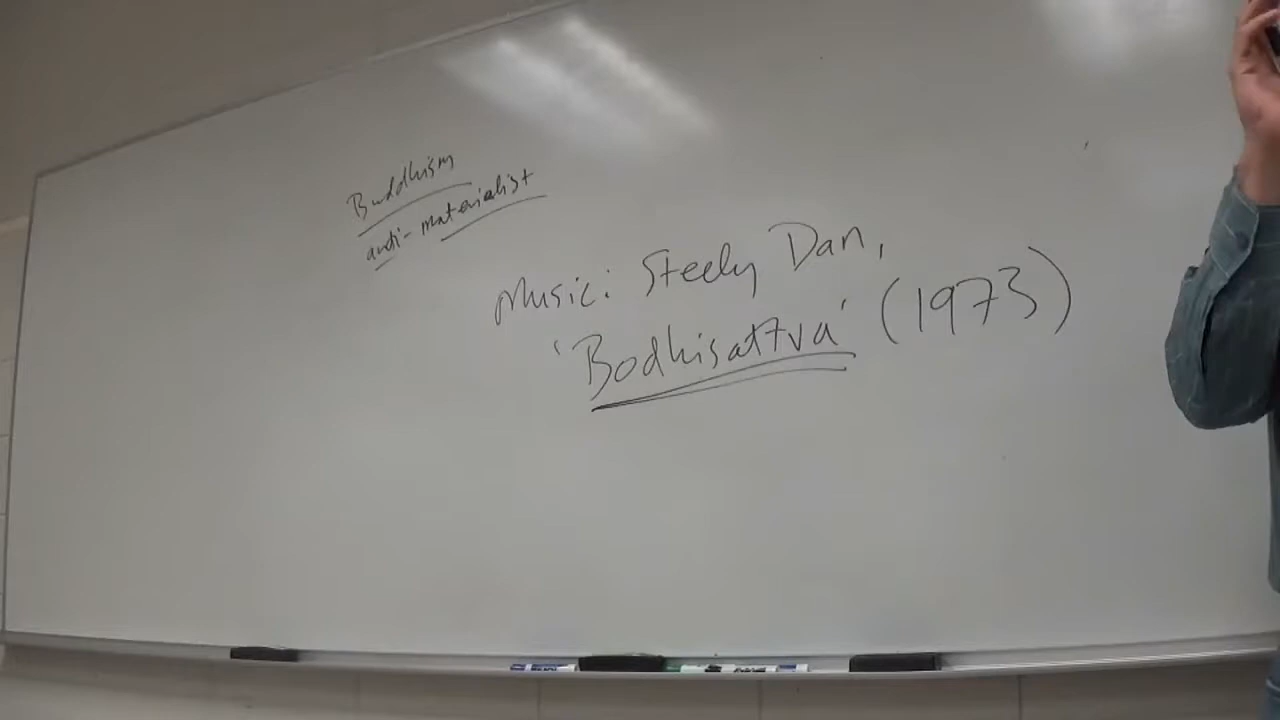 Buddhism
anti-materialist
Music: Steely Dan,
'Bodhisattva' (1973)